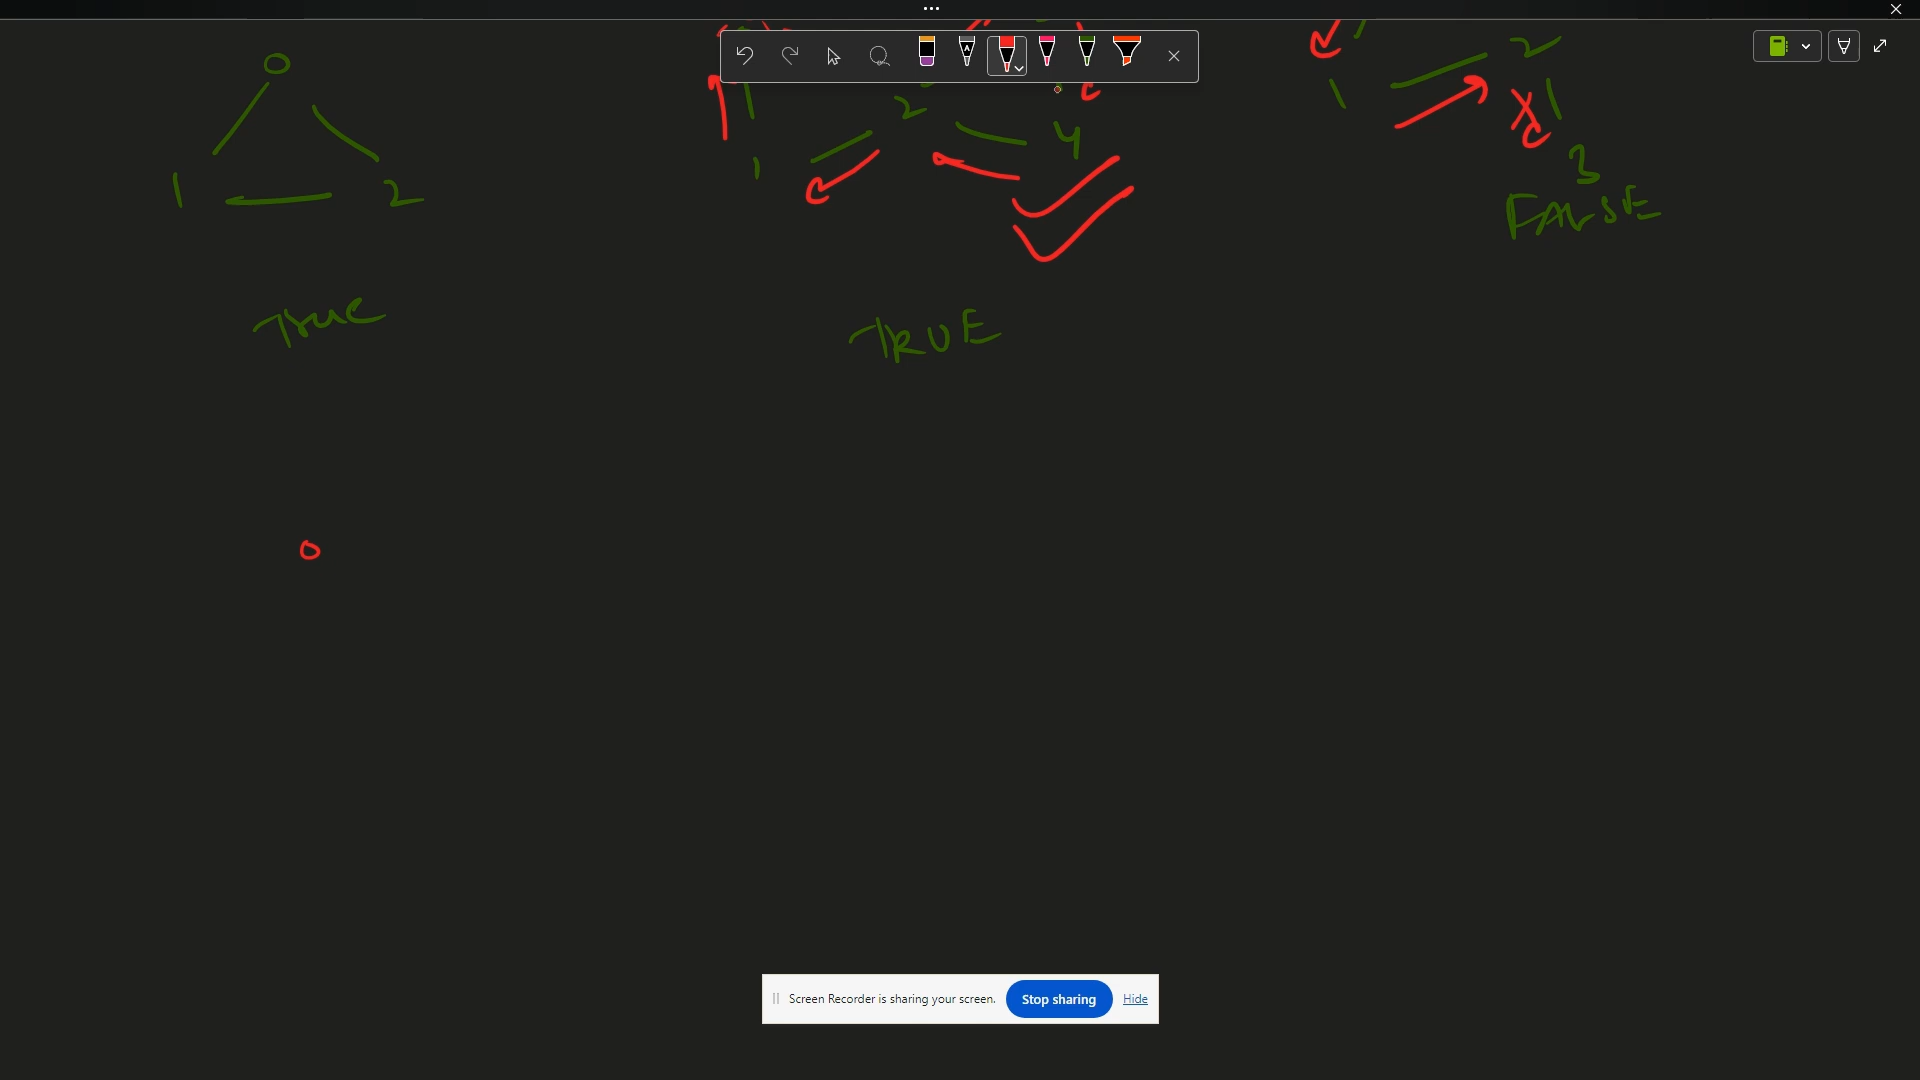 0
1 2
True
1 2 4
TRUE
1 2
3
FALSE
0
Screen Recorder is sharing your screen. Stop sharing Hide